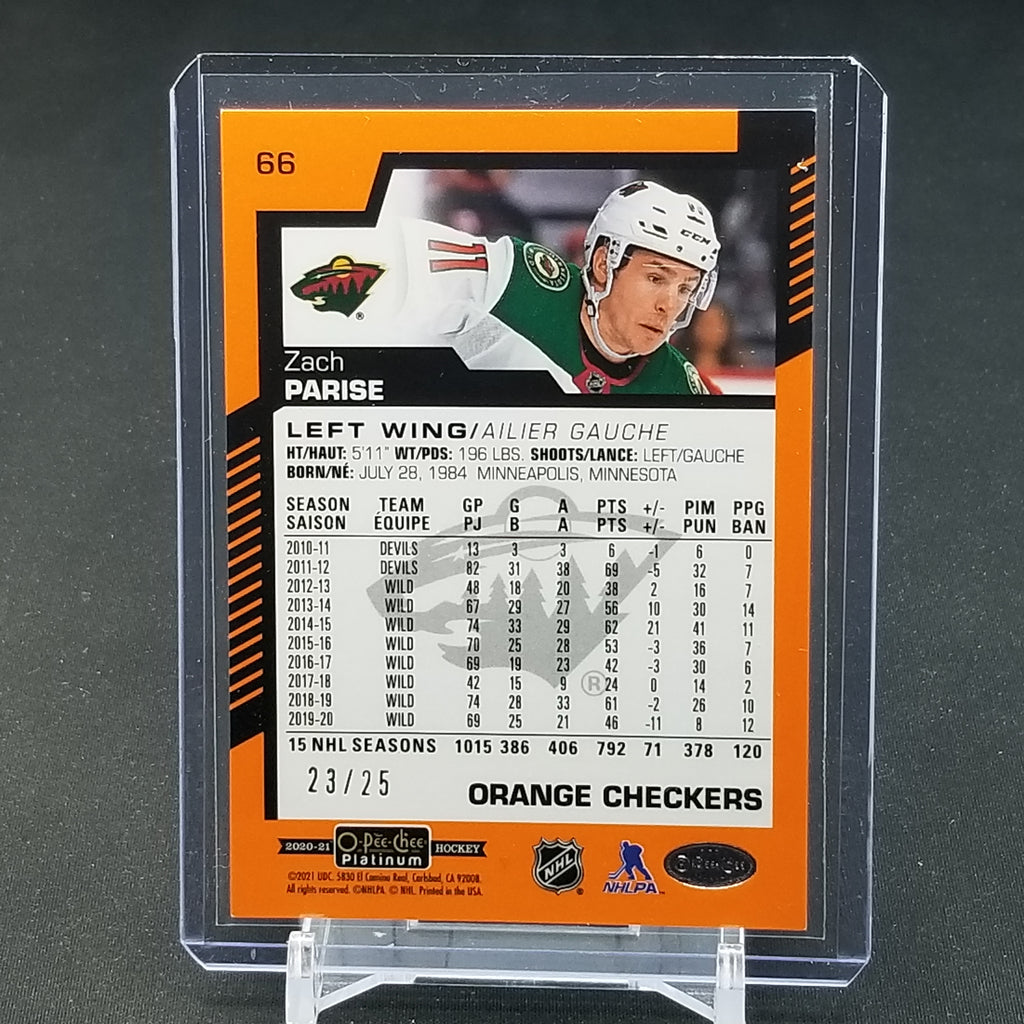 66
11
CCM
®
Zach
PARISE
LEFT WING/AILIER GAUCHE
HT/HAUT: 5'11" WT/PDS: 196 LBS. SHOOTS/LANCE: LEFT/GAUCHE
BORN/NÉ: JULY 28, 1984 MINNEAPOLIS, MINNESOTA
SEASON TEAM GP G A PTS +/- PIM PPG
SAISON ÉQUIPE PJ B A PTS +/- PUN BAN
2010-11 DEVILS 13 3 3 6 -1 6 0
2011-12 DEVILS 82 31 38 69 -5 32 7
2012-13 WILD 48 18 20 38 2 16 7
2013-14 WILD 67 29 27 56 10 30 14
2014-15 WILD 74 33 29 62 21 41 11
2015-16 WILD 70 25 28 53 -3 36 7
2016-17 WILD 69 19 23 42 -3 30 6
2017-18 WILD 42 15 9 24 0 14 2
2018-19 WILD 74 28 33 61 -2 26 10
2019-20 WILD 69 25 21 46 -11 8 12
®
15 NHL SEASONS 1015 386 406 792 71 378 120
23/25
ORANGE CHECKERS
2020-21 O-Pee-Chee Platinum HOCKEY
NHL ®
NHLPA™
O-Pee-Chee
©2021 UDC. 5830 El Camino Real, Carlsbad, CA 92008.
All rights reserved. ©NHLPA. © NHL. Printed in the USA.